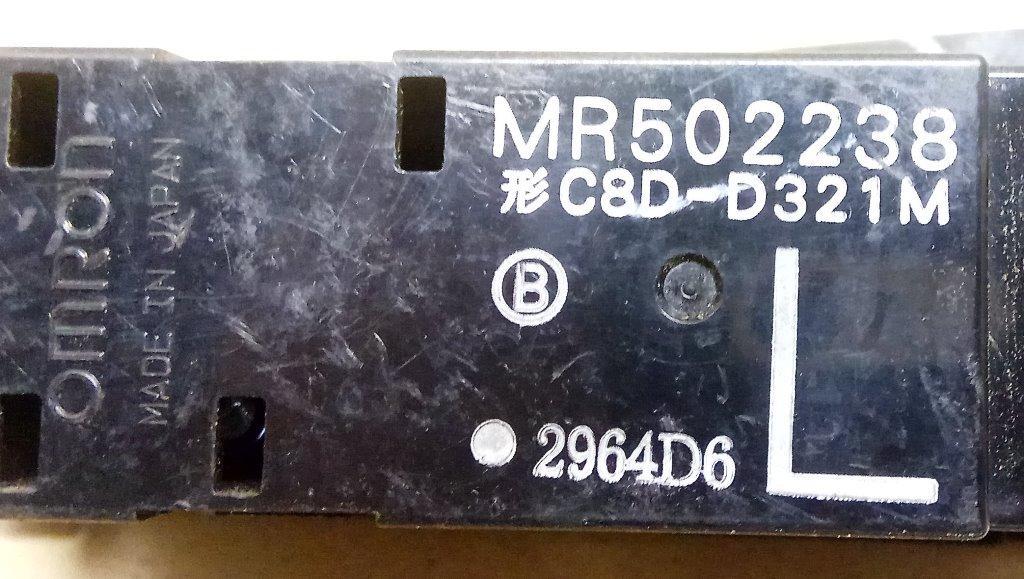 omron
MADE IN JAPAN
MR502238
形C8D-D321M
B
L
2964D6